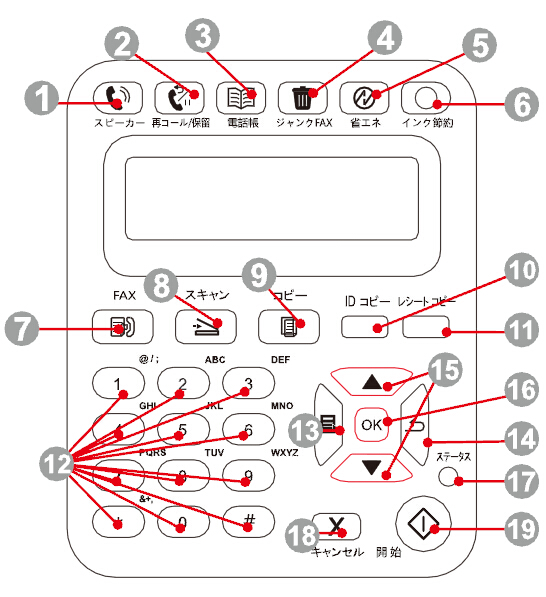 1 2 3 4 5 6
スピーカー 再コール/保留 電話帳 ジャンクFAX 省エネ インク節約
7 8 9 10 11
FAX スキャン コピー ID コピー レシートコピー
@/; ABC DEF
1 2 3
GHI JKL MNO
4 5 6
PQRS TUV WXYZ
8 9
&+,
0 #
12
15
OK 16
13 14
ステータス
17
X
18 19
キャンセル 開始